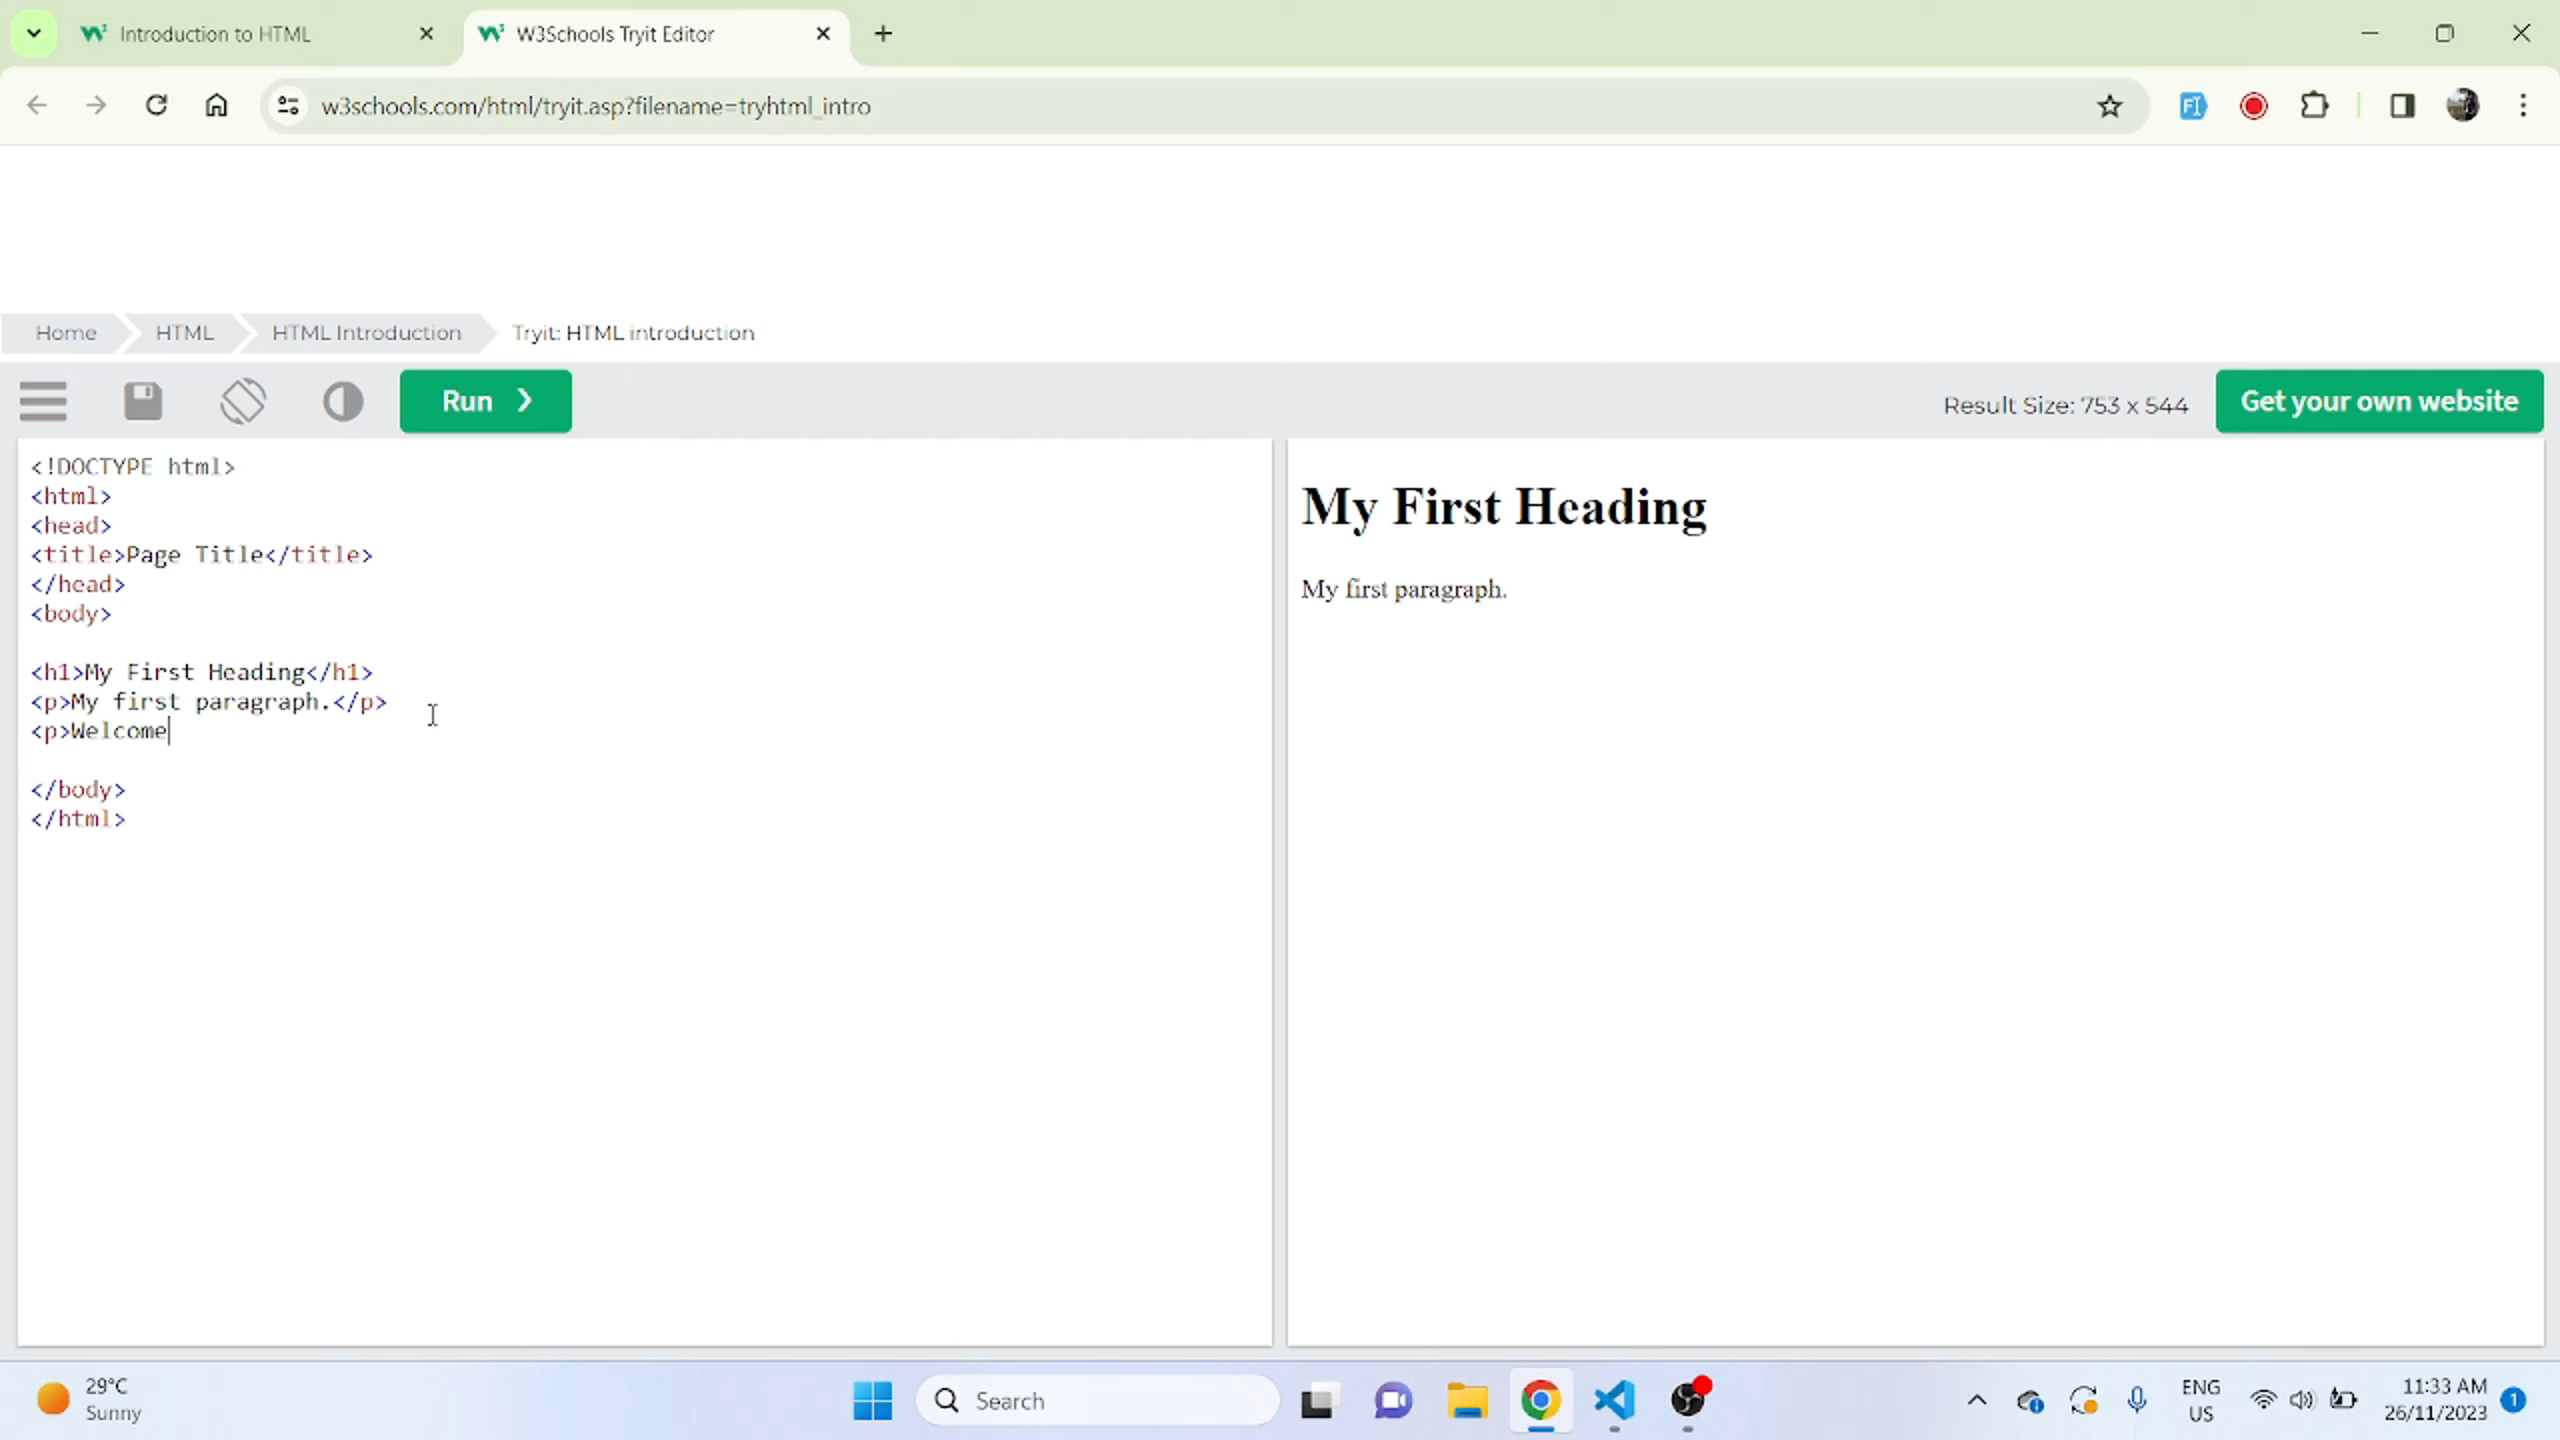 Introduction to HTML
W3Schools Tryit Editor
w3schools.com/html/tryit.asp?filename=tryhtml_intro
Home HTML HTML Introduction Tryit: HTML introduction
Run ❯
Result Size: 753 x 544
Get your own website
<!DOCTYPE html>
<html>
<head>
<title>Page Title</title>
</head>
<body>
<h1>My First Heading</h1>
<p>My first paragraph.</p>
<p>Welcome
</body>
</html>
My First Heading
My first paragraph.
29°C
Sunny
Search
ENG
US
11:33 AM
26/11/2023
1